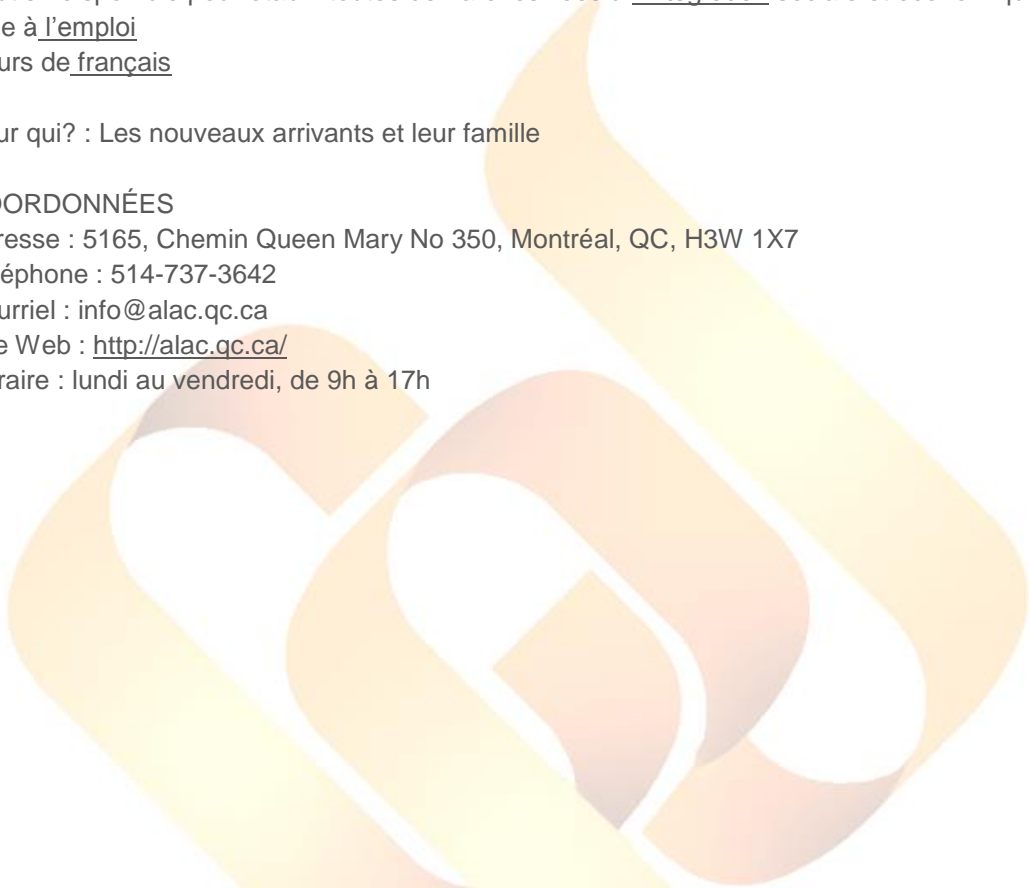 e à l'emploi
urs de français
ur qui? : Les nouveaux arrivants et leur famille
OORDONNÉES
resse : 5165, Chemin Queen Mary No 350, Montréal, QC, H3W 1X7
éphone : 514-737-3642
urriel : info@alac.qc.ca
e Web : http://alac.qc.ca/
raire : lundi au vendredi, de 9h à 17h